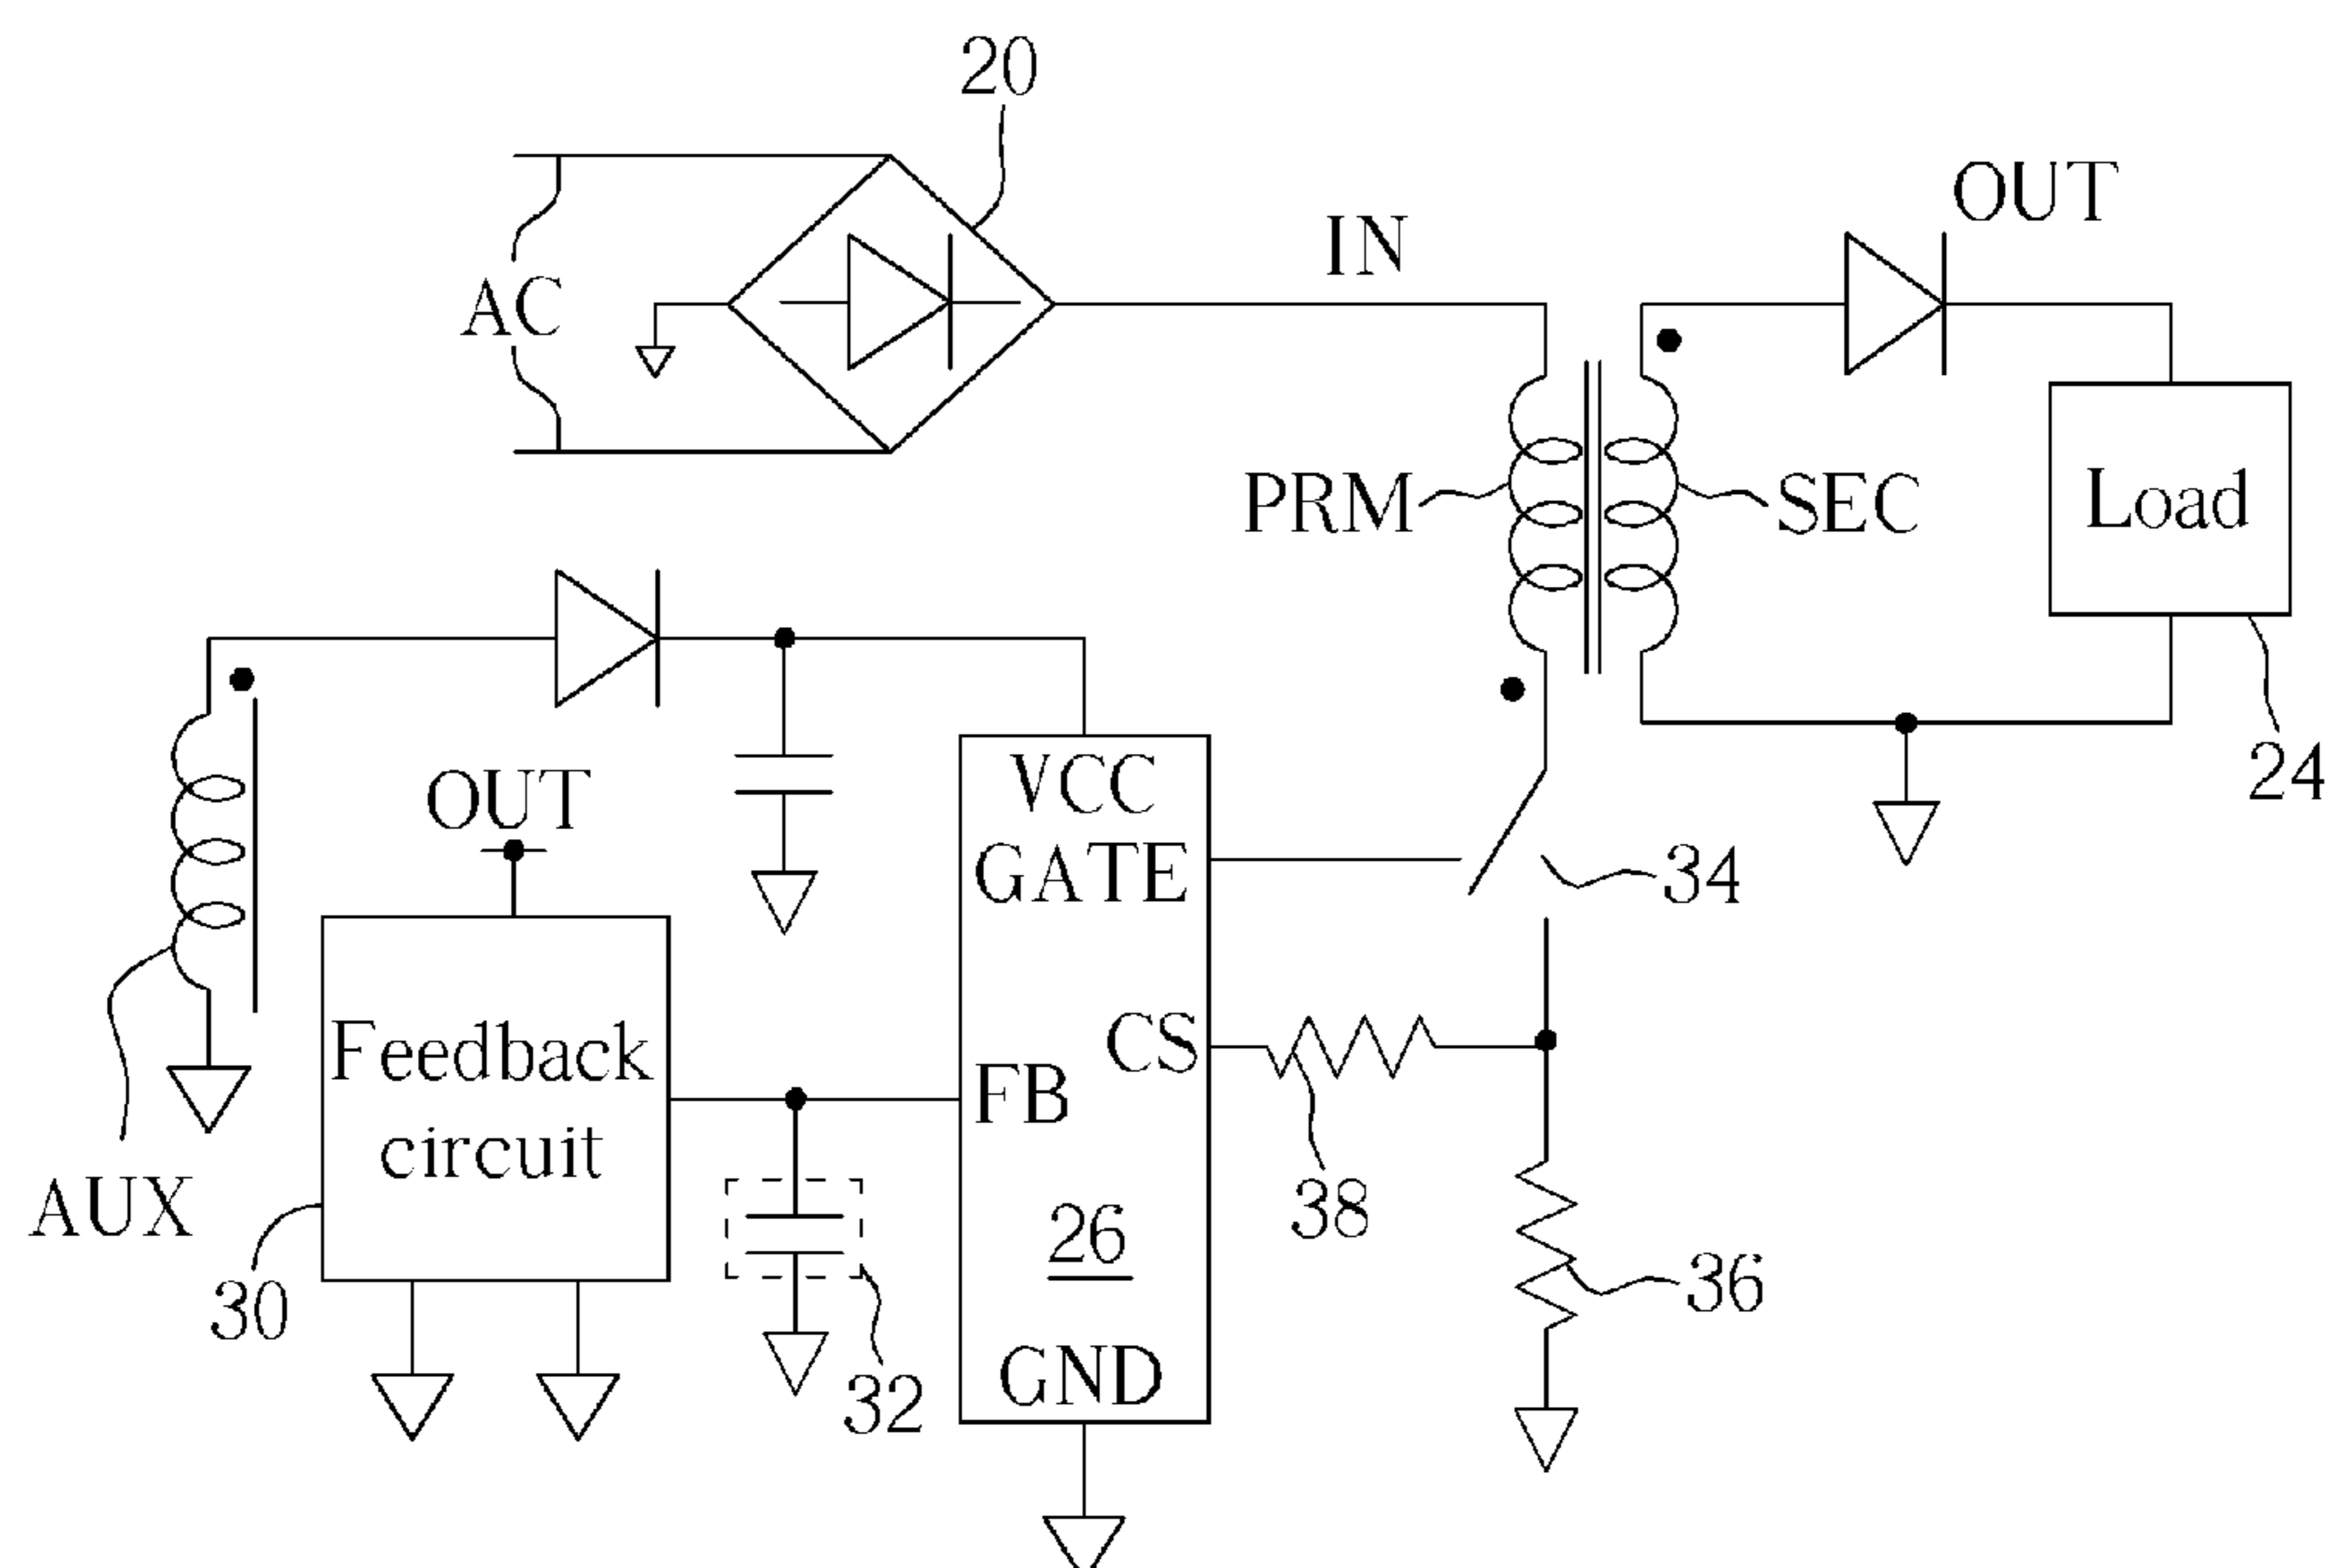 20
OUT
IN
AC
PRM
SEC
Load
24
VCC
OUT
GATE
34
CS
Feedback
circuit
FB
AUX
38
26
36
30
32
GND